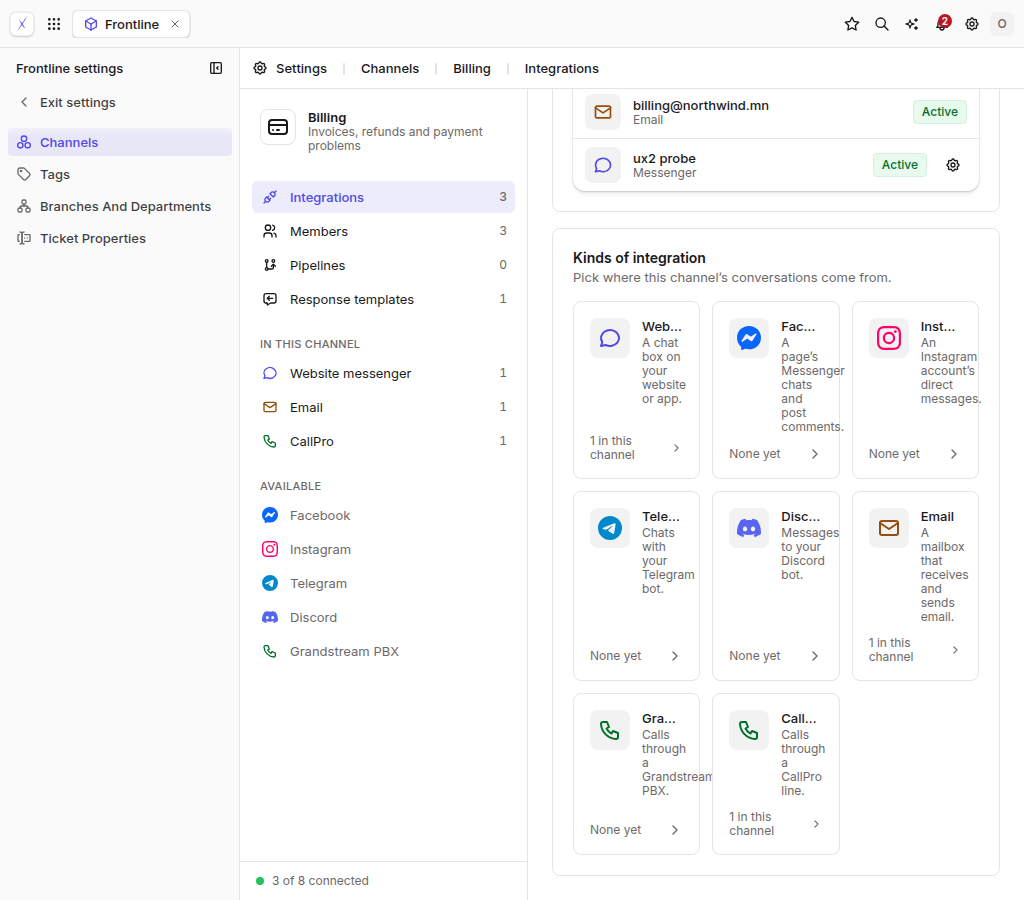 Frontline
2
O
Frontline settings
Exit settings
Channels
Tags
Branches And Departments
Ticket Properties
Settings
Channels
Billing
Integrations
Billing
Invoices, refunds and payment
problems
Integrations
3
Members
3
Pipelines
0
Response templates
1
IN THIS CHANNEL
Website messenger
1
Email
1
CallPro
1
AVAILABLE
Facebook
Instagram
Telegram
Discord
Grandstream PBX
3 of 8 connected
billing@northwind.mn
Email
Active
ux2 probe
Messenger
Active
Kinds of integration
Pick where this channel's conversations come from.
Web...
A chat
box on
your
website
or app.
1 in this
channel
Fac...
A
page's
Messenger
chats
and
post
comments.
None yet
Inst...
An
Instagram
account's
direct
messages.
None yet
Tele...
Chats
with
your
Telegram
bot.
None yet
Disc...
Messages
to your
Discord
bot.
None yet
Email
A
mailbox
that
receives
and
sends
email.
1 in this
channel
Gra...
Calls
through
a
Grandstream
PBX.
None yet
Call...
Calls
through
a
CallPro
line.
1 in this
channel